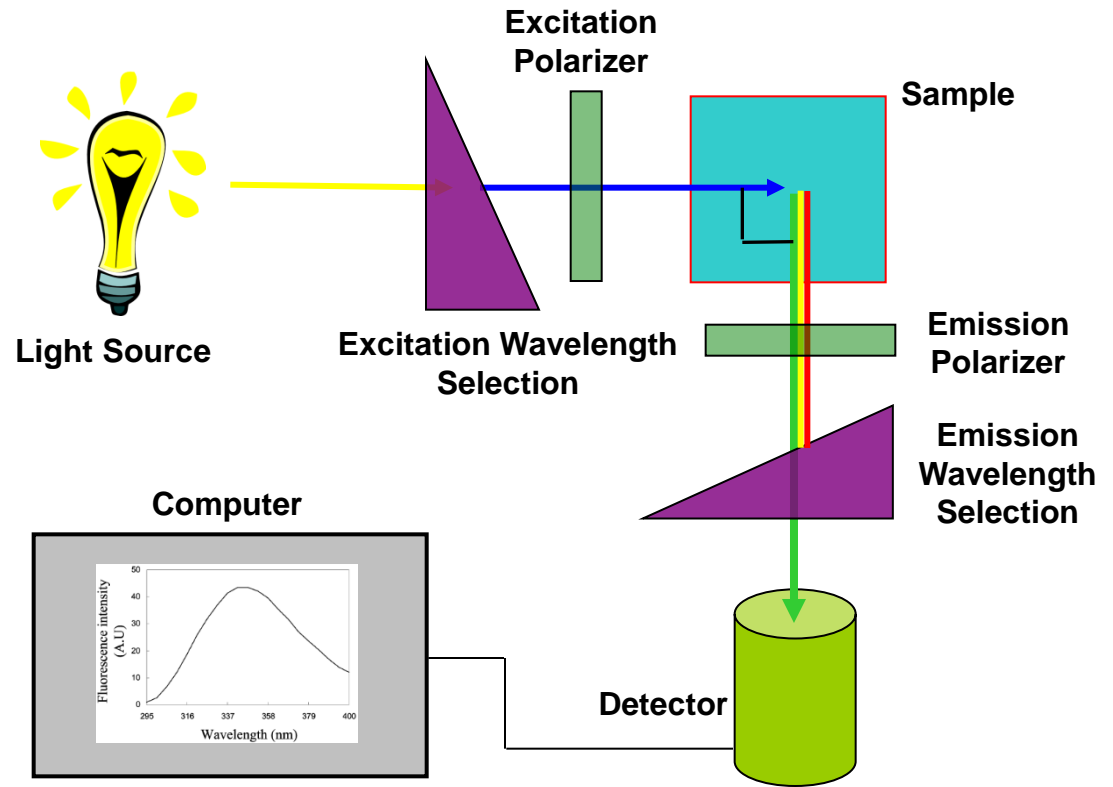 Excitation
Polarizer
Sample
Light Source
Excitation Wavelength
Selection
Emission
Polarizer
Emission
Wavelength
Selection
Computer
Fluorescence intensity
(A.U)
50
40
30
20
10
0
295 316 337 358 379 400
Wavelength (nm)
Detector